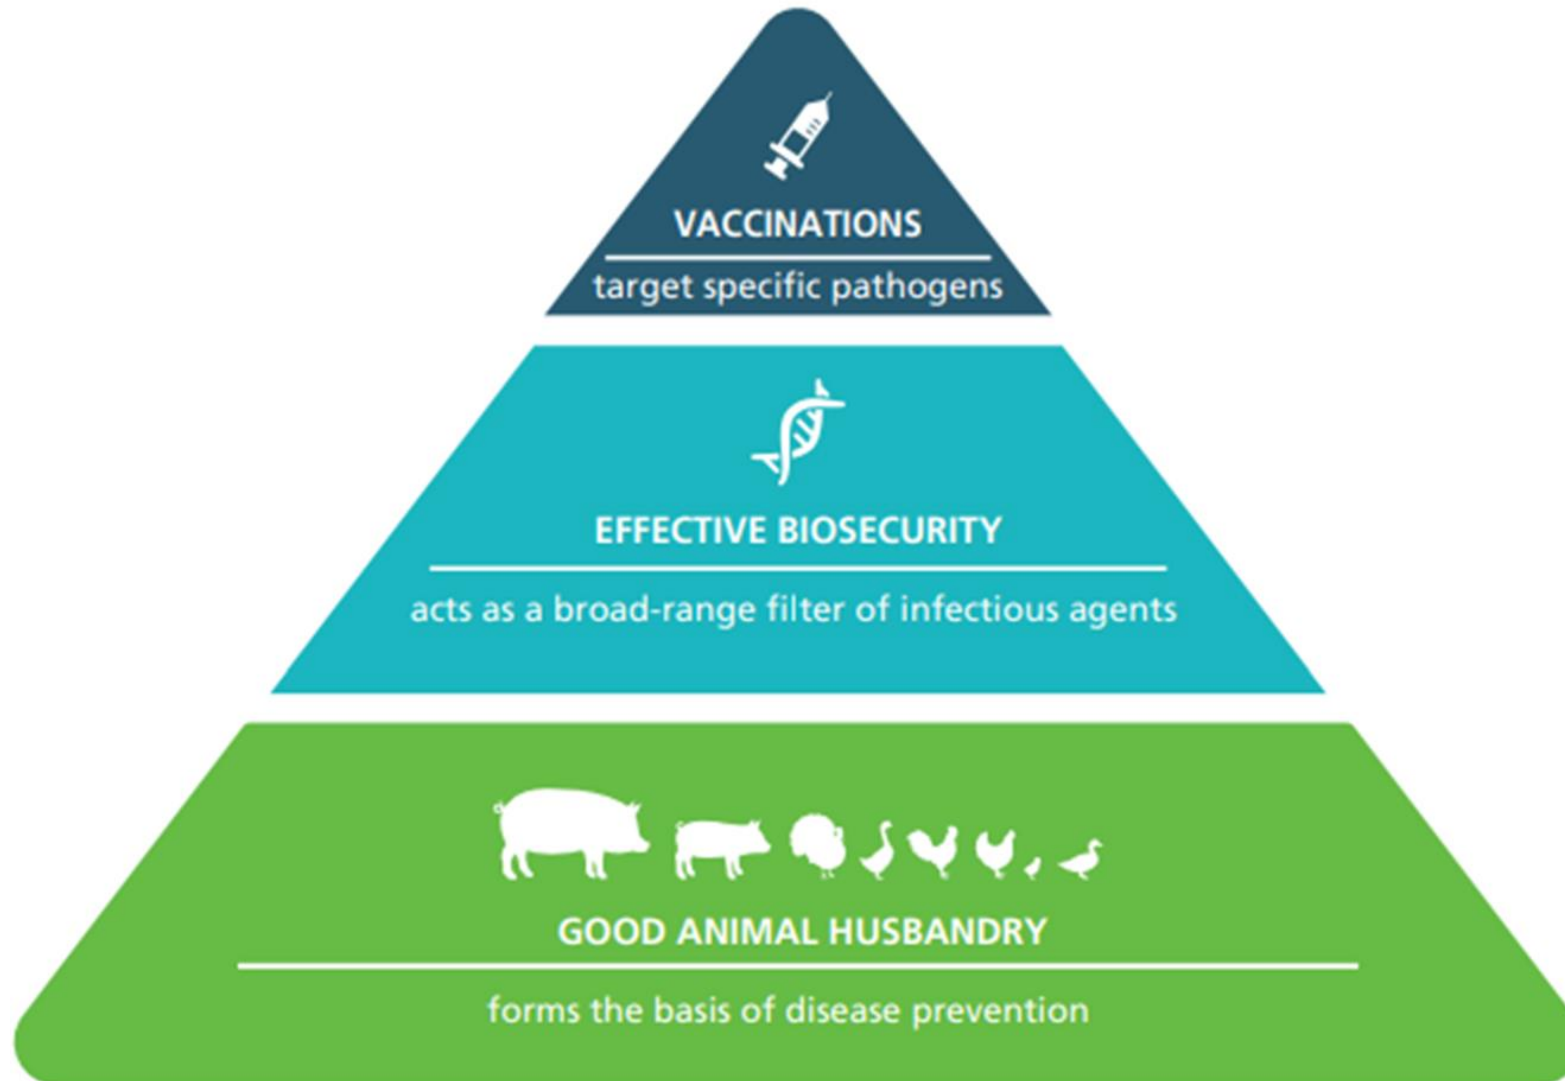 VACCINATIONS
target specific pathogens
EFFECTIVE BIOSECURITY
acts as a broad-range filter of infectious agents
GOOD ANIMAL HUSBANDRY
forms the basis of disease prevention